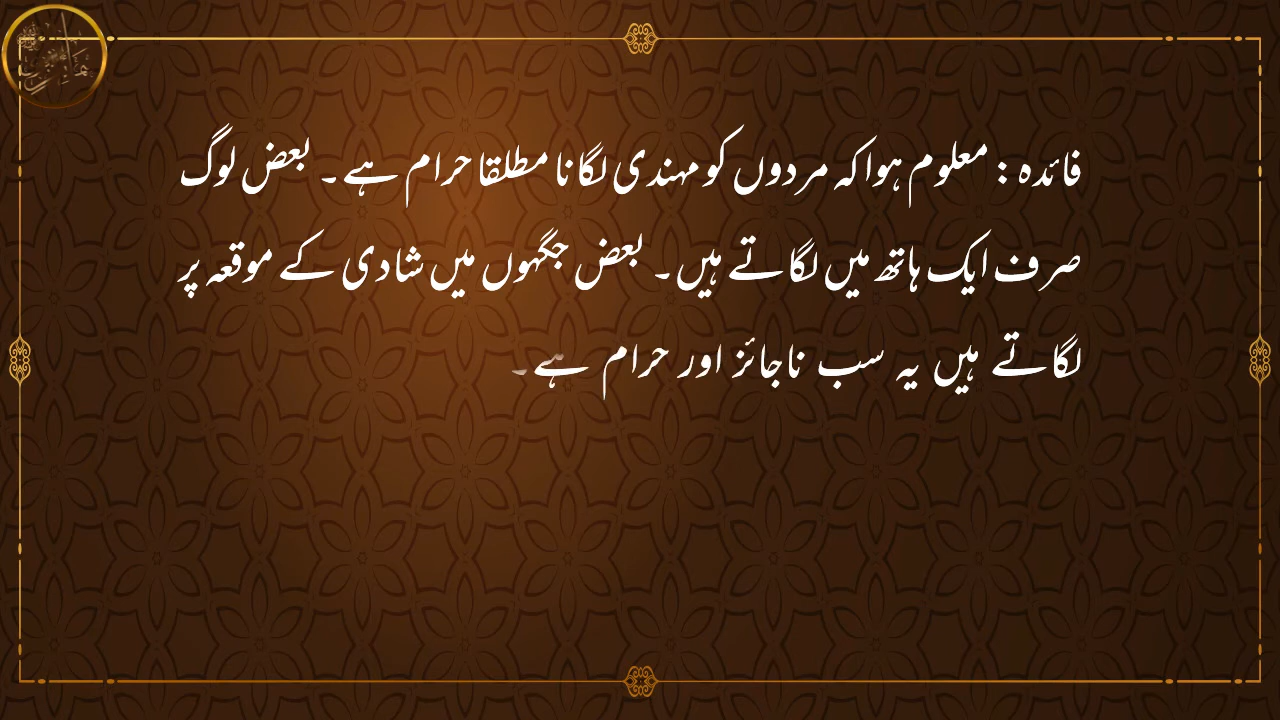 فائدہ : معلوم ہوا کہ مردوں کو مہندی لگانا مطلقا حرام ہے۔ بعض لوگ
صرف ایک ہاتھ میں لگاتے ہیں۔ بعض جگہوں میں شادی کے موقعہ پر
لگاتے ہیں یہ سب ناجائز اور حرام ہے۔